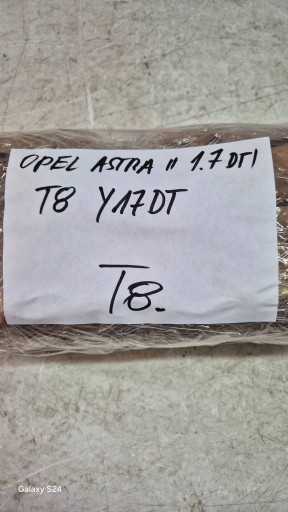 OPEL ASTRA II 1.7 DTI
T8 Y17DT
T8.
Galaxy S24